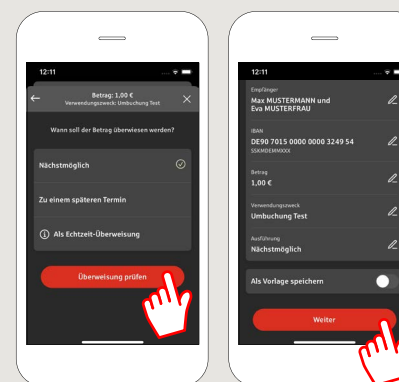 12:11
Betrag: 1,00 €
Verwendungszweck: Umbuchung Test
Wann soll der Betrag überwiesen werden?
Nächstmöglich
Zu einem späteren Termin
Als Echtzeit-Überweisung
Überweisung prüfen
12:11
Empfänger
Max MUSTERMANN und
Eva MUSTERFRAU
IBAN
DE90 7015 0000 0000 3249 54
SSKMDEMMXXX
Betrag
1,00 €
Verwendungszweck
Umbuchung Test
Ausführung
Nächstmöglich
Als Vorlage speichern
Weiter